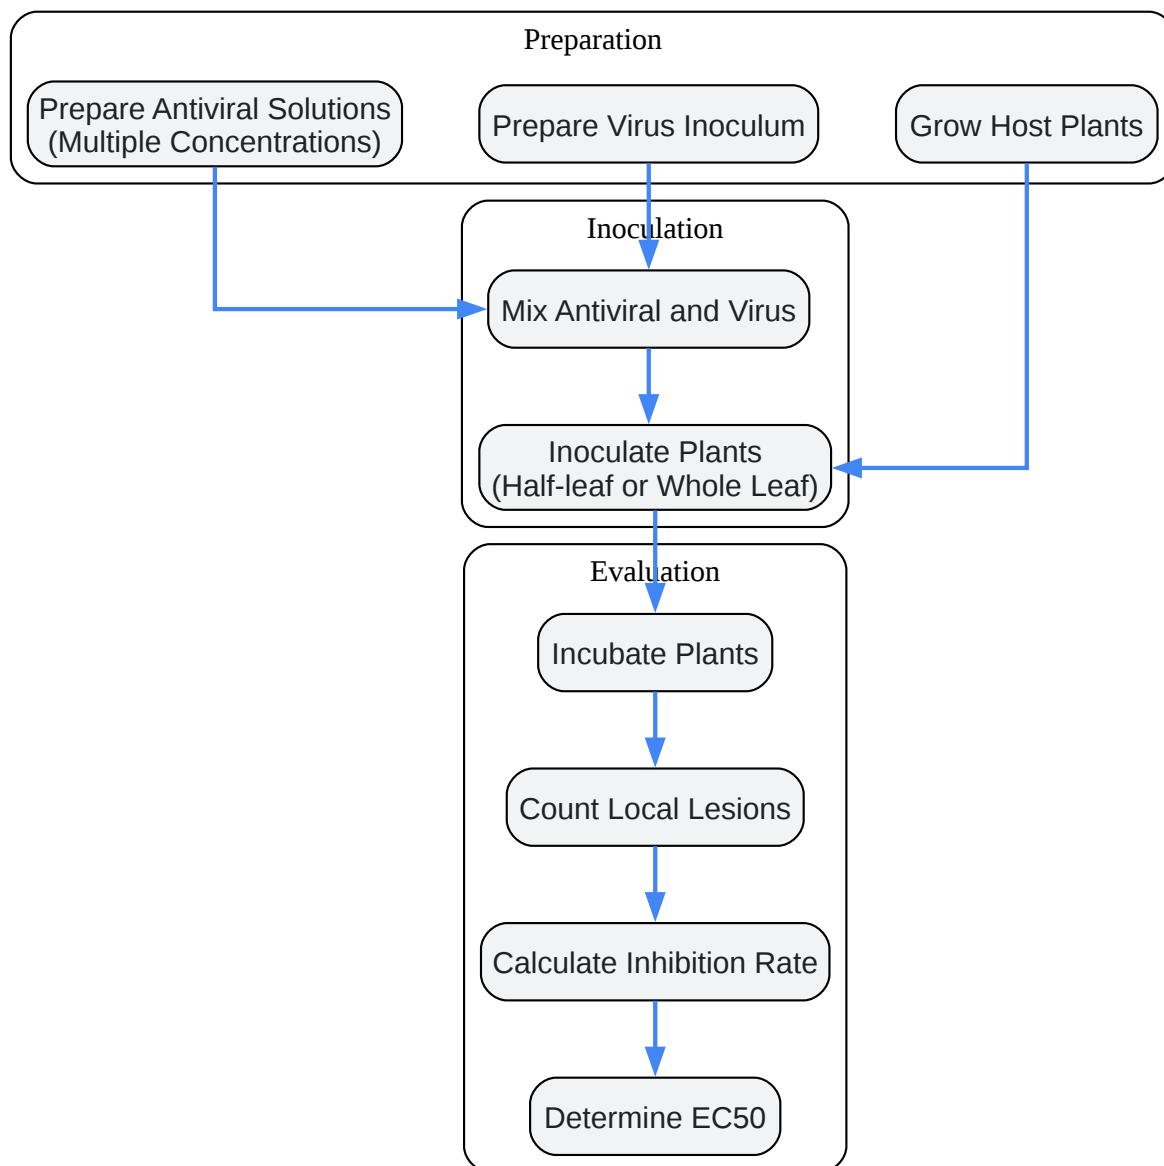 Preparation
Prepare Antiviral Solutions
(Multiple Concentrations)
Prepare Virus Inoculum
Grow Host Plants
Inoculation
Mix Antiviral and Virus
Inoculate Plants
(Half-leaf or Whole Leaf)
Evaluation
Incubate Plants
Count Local Lesions
Calculate Inhibition Rate
Determine EC50